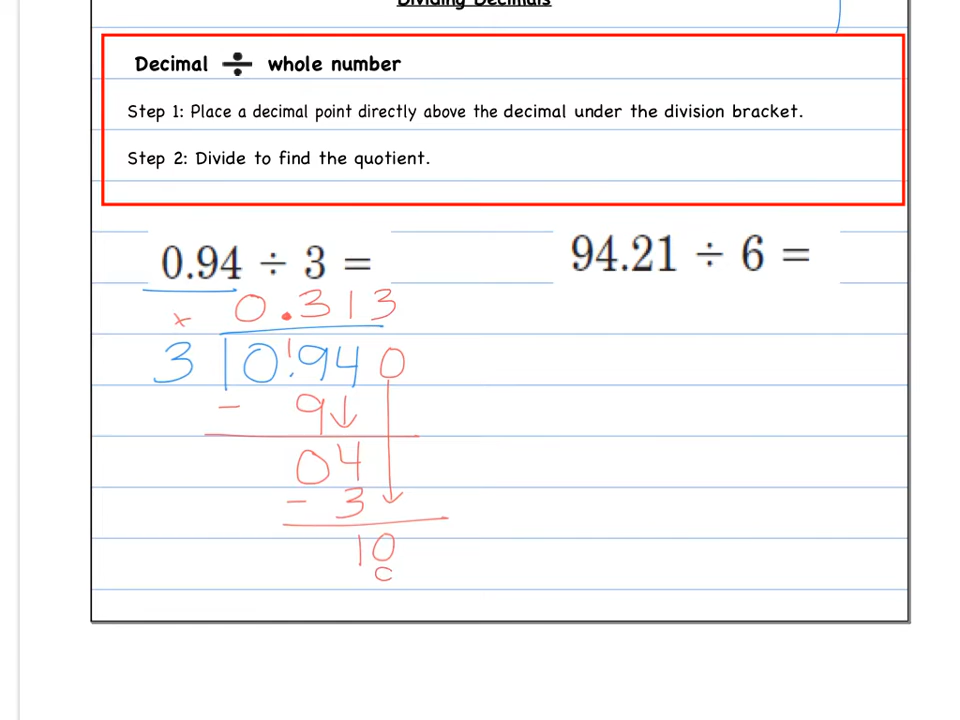 Dividing Decimals
Decimal ÷ whole number
Step 1: Place a decimal point directly above the decimal under the division bracket.
Step 2: Divide to find the quotient.
0.94 ÷ 3 =
94.21 ÷ 6 =
x 0.313
3 0.940
- 9↓
04
- 3
10